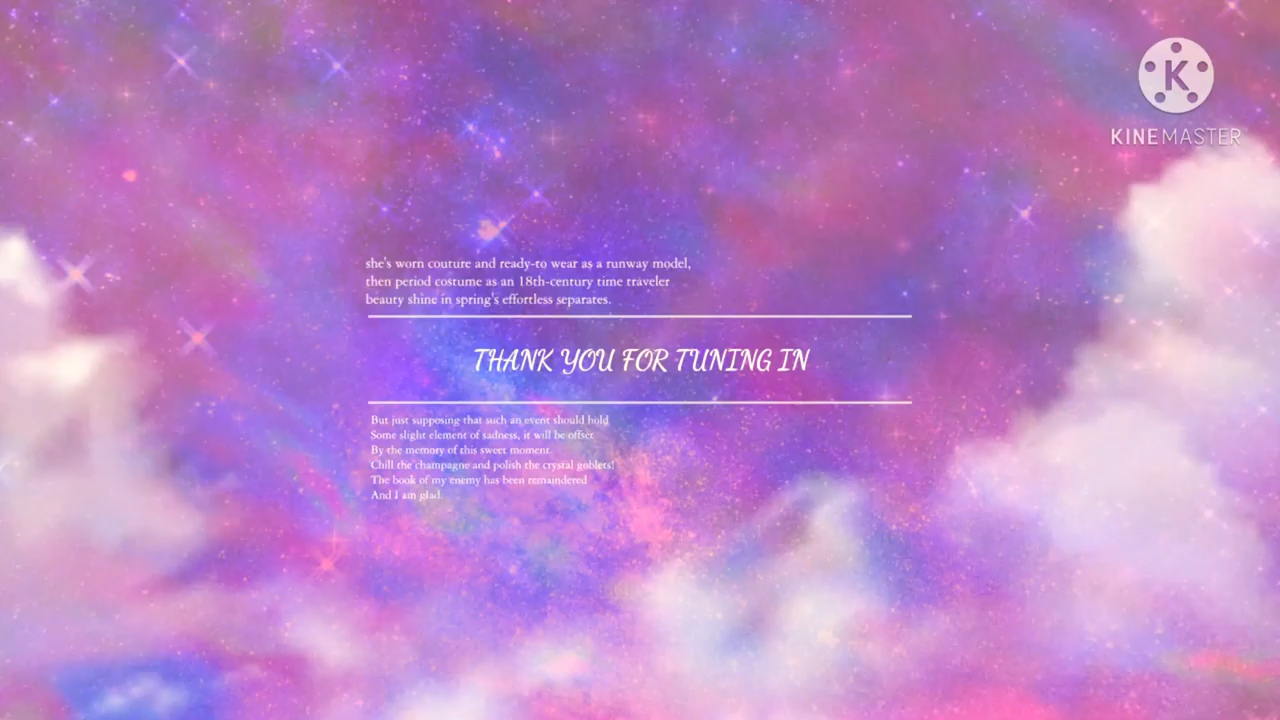 K
KINEMASTER
she's worn couture and ready-to wear as a runway model,
then period costume as an 18th-century time traveler
beauty shine in spring's effortless separates.
THANK YOU FOR TUNING IN
But just supposing that such an event should hold
Some slight element of sadness, it will be offset
By the memory of this sweet moment.
Chill the champagne and polish the crystal goblets!
The book of my enemy has been remaindered
And I am glad.